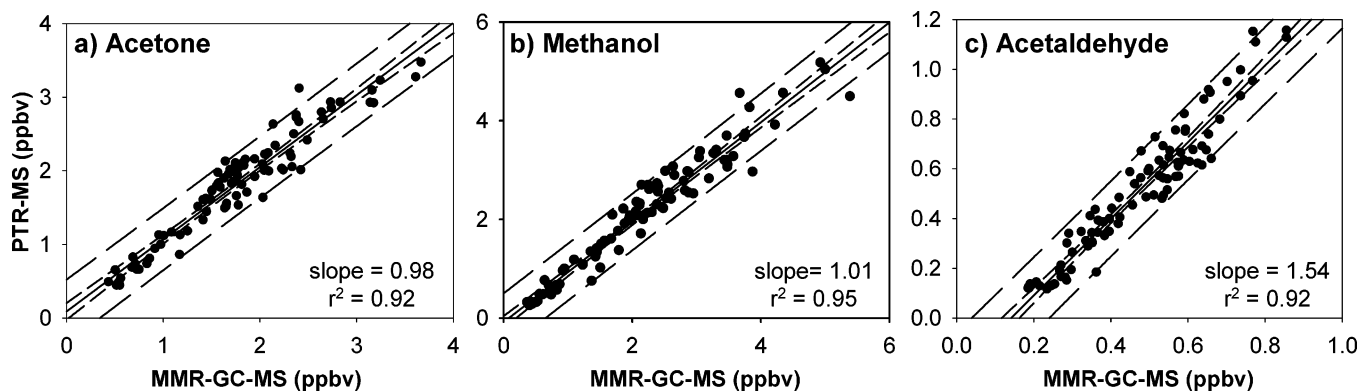 a) Acetone
PTR-MS (ppbv)
4
3
2
1
0
0 1 2 3 4
slope = 0.98
r² = 0.92
MMR-GC-MS (ppbv)
b) Methanol
6
4
2
0
0 2 4 6
slope= 1.01
r² = 0.95
MMR-GC-MS (ppbv)
c) Acetaldehyde
1.2
1.0
0.8
0.6
0.4
0.2
0.0
0.0 0.2 0.4 0.6 0.8 1.0
slope = 1.54
r² = 0.92
MMR-GC-MS (ppbv)